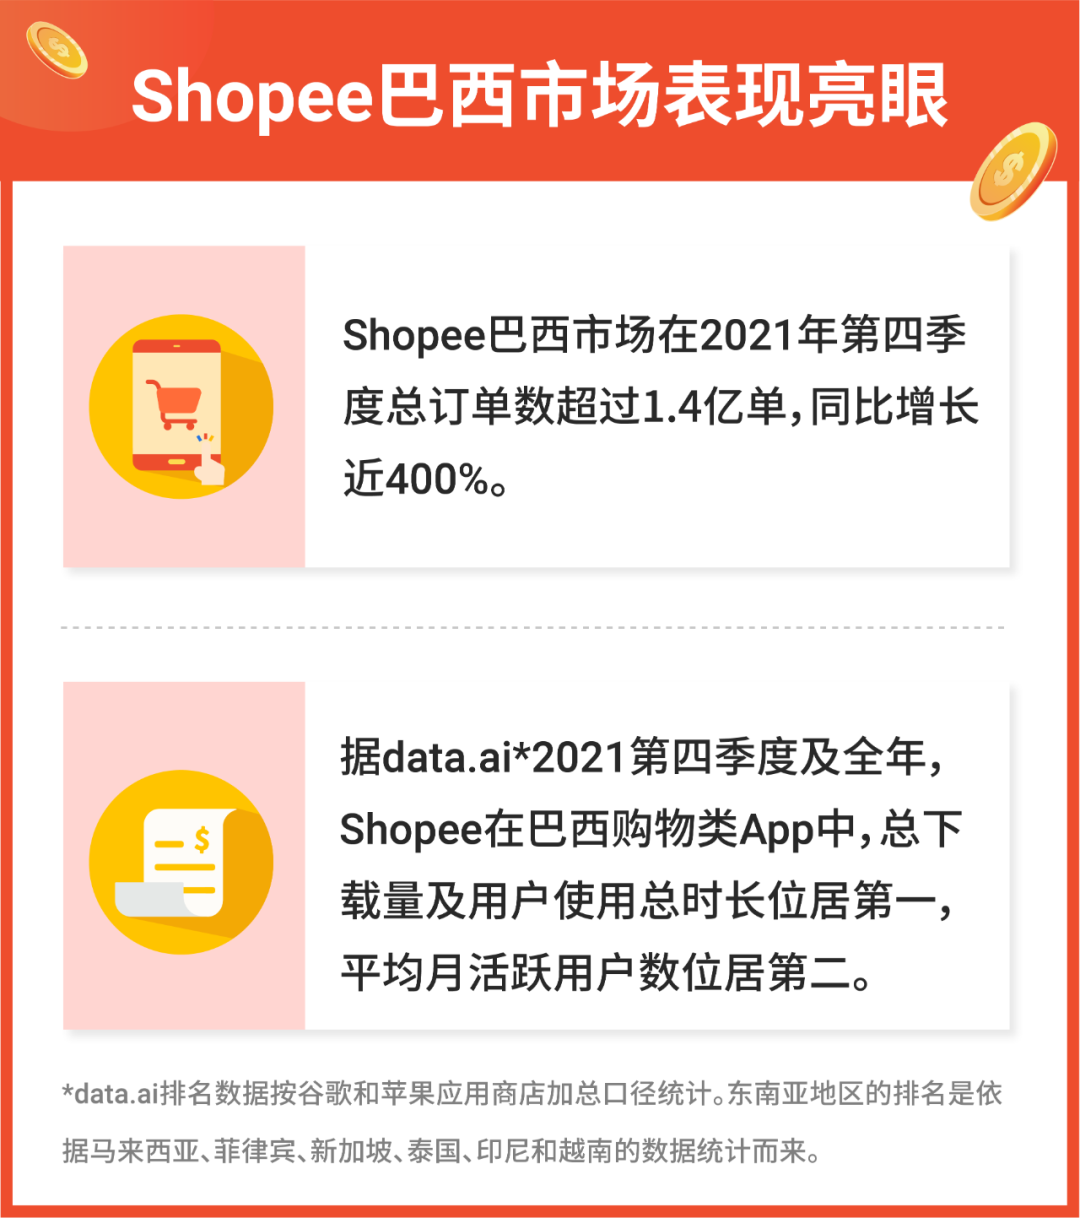 Shopee巴西市场表现亮眼
Shopee巴西市场在2021年第四季
度总订单数超过1.4亿单，同比增长
近400%。
据data.ai*2021第四季度及全年，
Shopee在巴西购物类App中，总下
载量及用户使用总时长位居第一，
平均月活跃用户数位居第二。
*data.ai排名数据按谷歌和苹果应用商店加总口径统计。东南亚地区的排名是依
据马来西亚、菲律宾、新加坡、泰国、印尼和越南的数据统计而来。